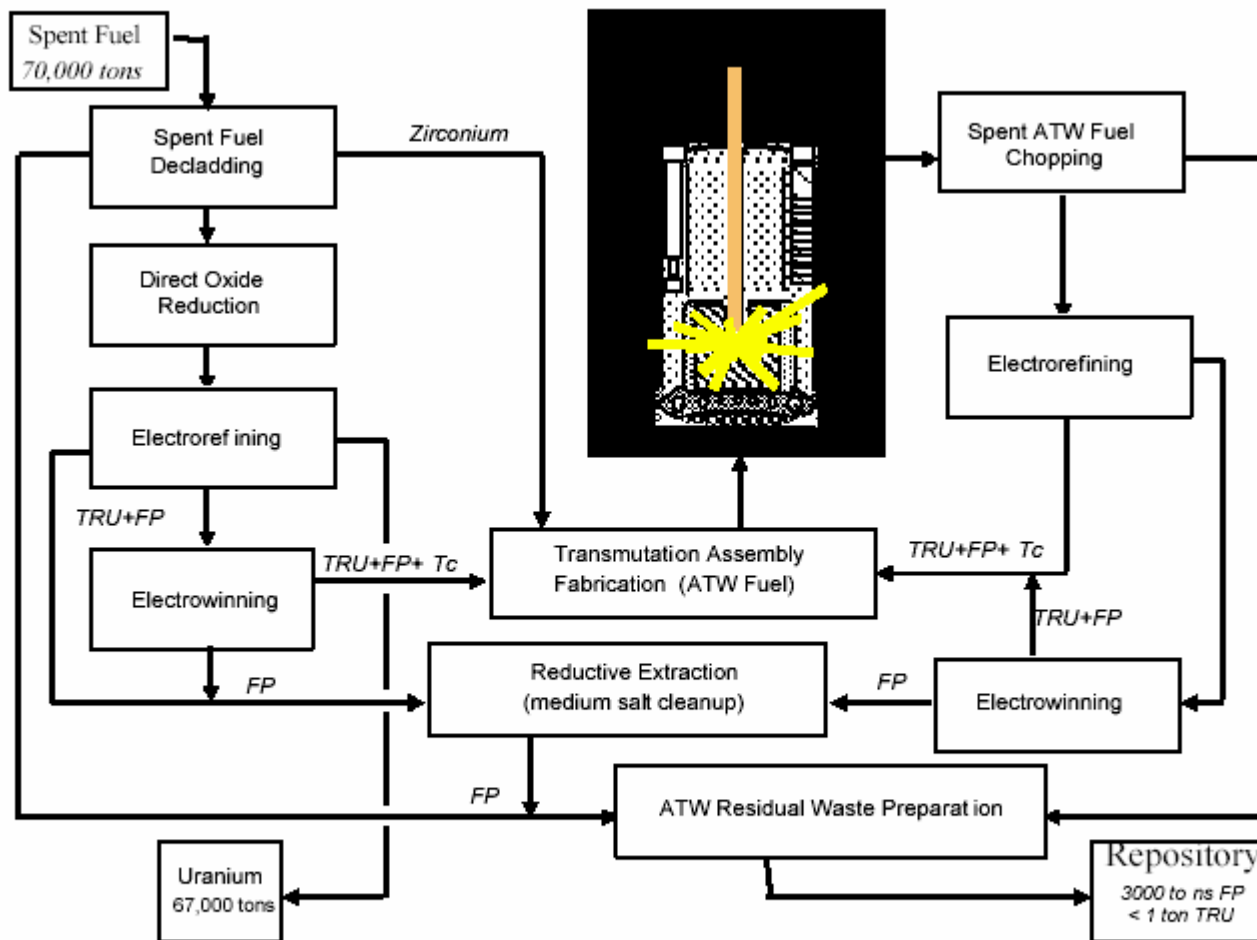 Spent Fuel
70,000 tons
Spent Fuel
Decladding
Zirconium
Spent ATW Fuel
Chopping
Direct Oxide
Reduction
Electrorefining
Electroref ining
TRU+FP
Transmutation Assembly
Fabrication (ATW Fuel)
TRU+FP+ Tc
TRU+FP+ Tc
Electrowinning
TRU+FP
Reductive Extraction
(medium salt cleanup)
FP
FP
Electrowinning
FP
ATW Residual Waste Preparation
Uranium
67,000 tons
Repository
3000 to ns FP
< 1 ton TRU